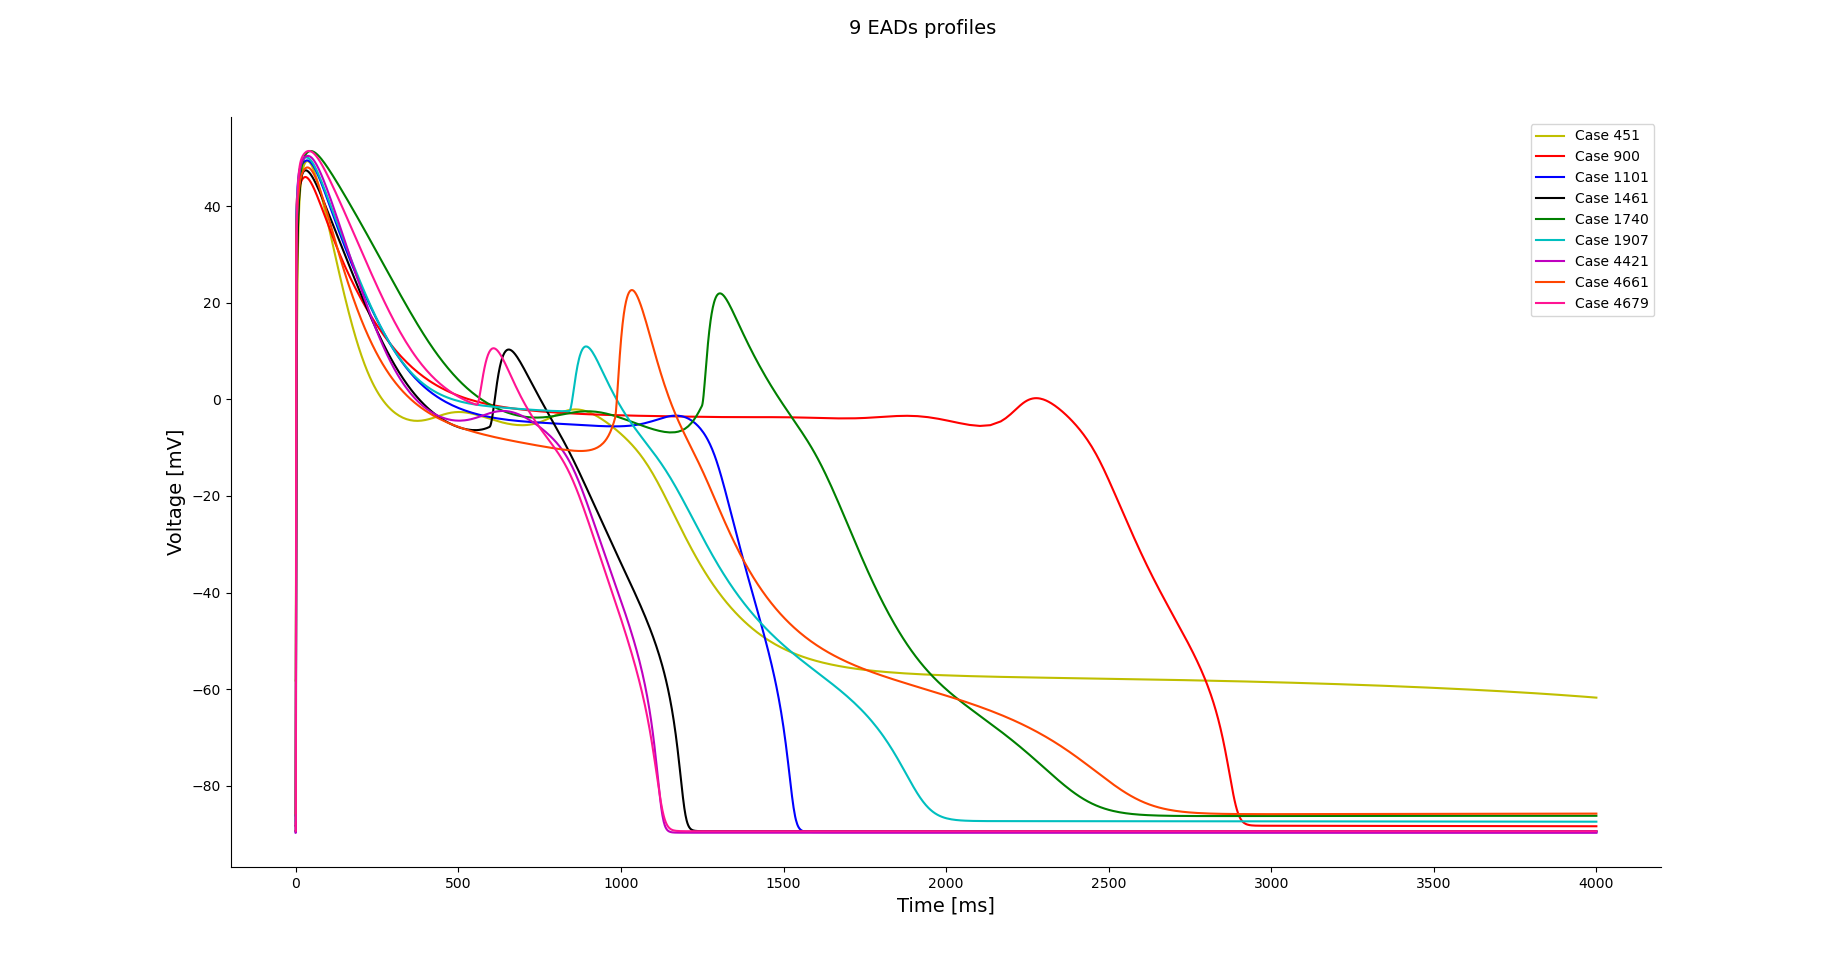 9 EADs profiles
Case 451
Case 900
Case 1101
Case 1461
Case 1740
Case 1907
Case 4421
Case 4661
Case 4679
Voltage [mV]
40
20
0
−20
−40
−60
−80
0 500 1000 1500 2000 2500 3000 3500 4000
Time [ms]